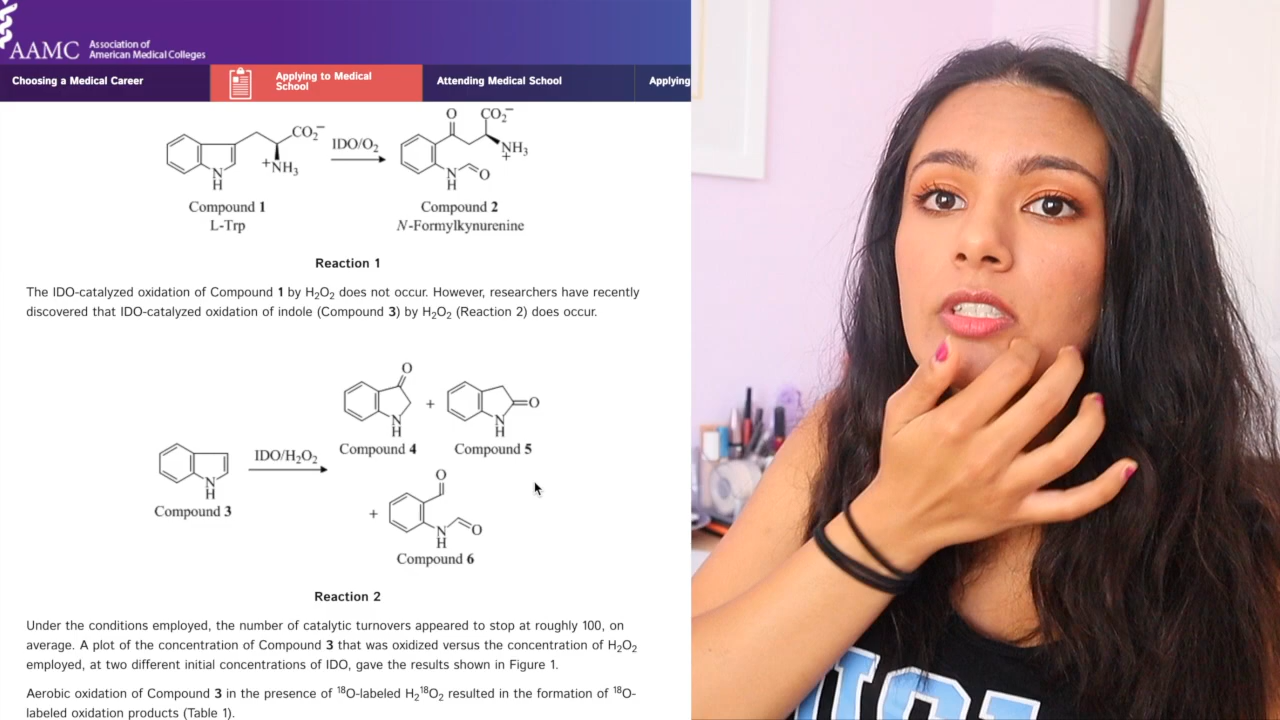 AAMC
Association of
American Medical Colleges
Choosing a Medical Career
Applying to Medical
School
Attending Medical School
Applying
O
CO₂⁻
CO₂⁻
IDO/O₂
NH₃
+
+NH₃
N
H
N
H
O
Compound 1
Compound 2
L-Trp
N-Formylkynurenine
Reaction 1
The IDO-catalyzed oxidation of Compound 1 by H₂O₂ does not occur. However, researchers have recently
discovered that IDO-catalyzed oxidation of indole (Compound 3) by H₂O₂ (Reaction 2) does occur.
O
+
O
N
H
N
H
Compound 4
Compound 5
IDO/H₂O₂
N
H
O
Compound 3
+
N
H
O
Compound 6
Reaction 2
Under the conditions employed, the number of catalytic turnovers appeared to stop at roughly 100, on
average. A plot of the concentration of Compound 3 that was oxidized versus the concentration of H₂O₂
employed, at two different initial concentrations of IDO, gave the results shown in Figure 1.
Aerobic oxidation of Compound 3 in the presence of ¹⁸O-labeled H₂¹⁸O₂ resulted in the formation of ¹⁸O-
labeled oxidation products (Table 1).